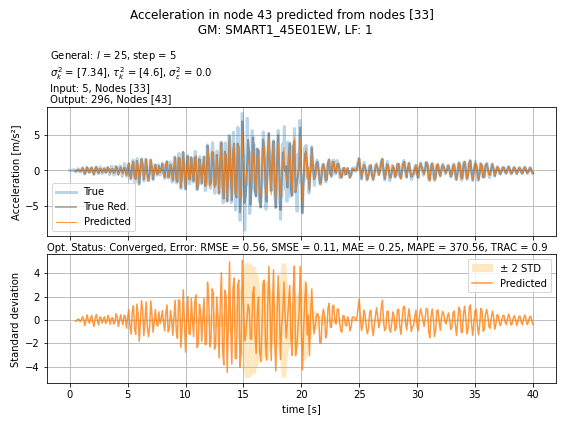 Acceleration in node 43 predicted from nodes [33]
GM: SMART1_45E01EW, LF: 1
General: l = 25, step = 5
σ²ₖ = [7.34], τ²ₖ = [4.6], σ²ε = 0.0
Input: 5, Nodes [33]
Output: 296, Nodes [43]
Acceleration [m/s²]
5
0
−5
True
True Red.
Predicted
Opt. Status: Converged, Error: RMSE = 0.56, SMSE = 0.11, MAE = 0.25, MAPE = 370.56, TRAC = 0.9
Standard deviation
4
2
0
−2
−4
± 2 STD
Predicted
0 5 10 15 20 25 30 35 40
time [s]